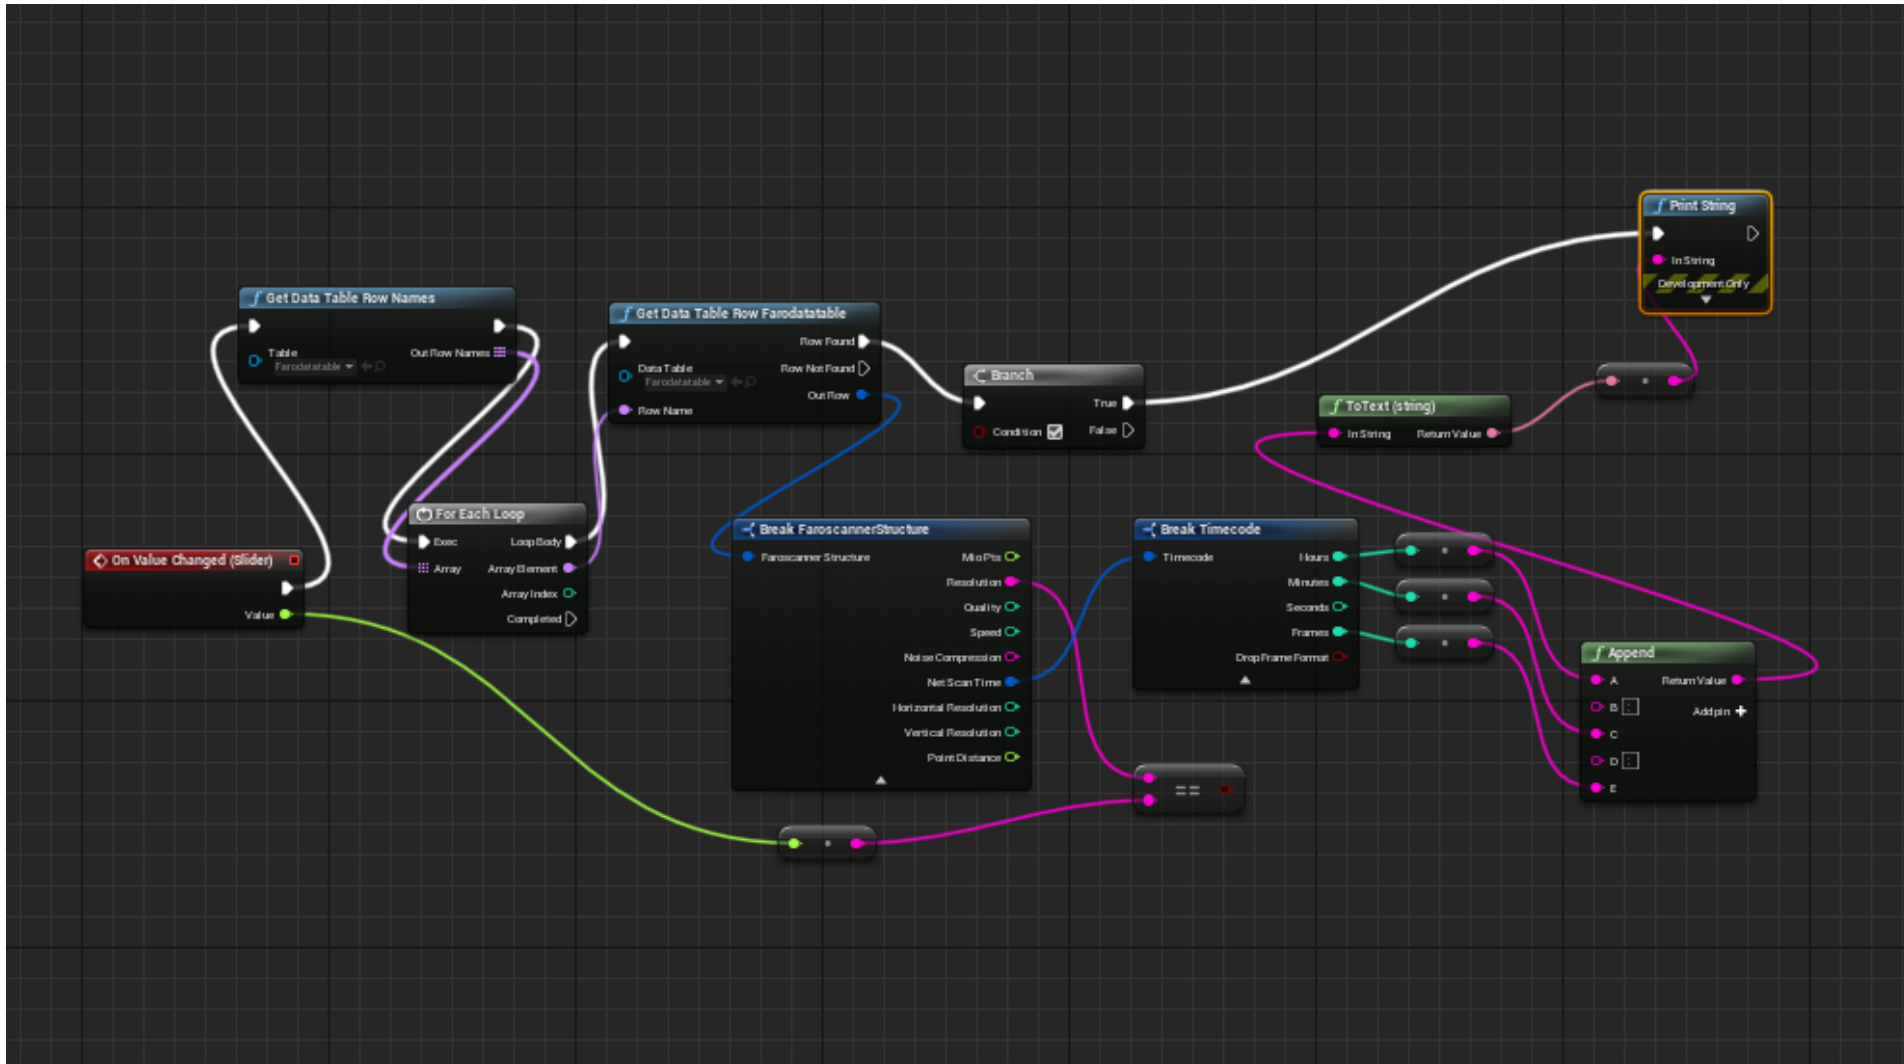 Print String
In String
Development Only
Get Data Table Row Names
Table
Farodatatable
Out Row Names
Get Data Table Row Farodatatable
Row Found
Data Table
Farodatatable
Row Not Found
Out Row
Row Name
Branch
True
Condition
False
ToText (string)
In String
Return Value
For Each Loop
Exec
Loop Body
Array
Array Element
Array Index
Completed
On Value Changed (Slider)
Value
Break FaroscannerStructure
Faroscanner Structure
Mio Pts
Resolution
Quality
Speed
Noise Compression
Net Scan Time
Horizontal Resolution
Vertical Resolution
Point Distance
Break Timecode
Timecode
Hours
Minutes
Seconds
Frames
Drop Frame Format
Append
A
Return Value
B :
Add pin +
C
D :
E
==